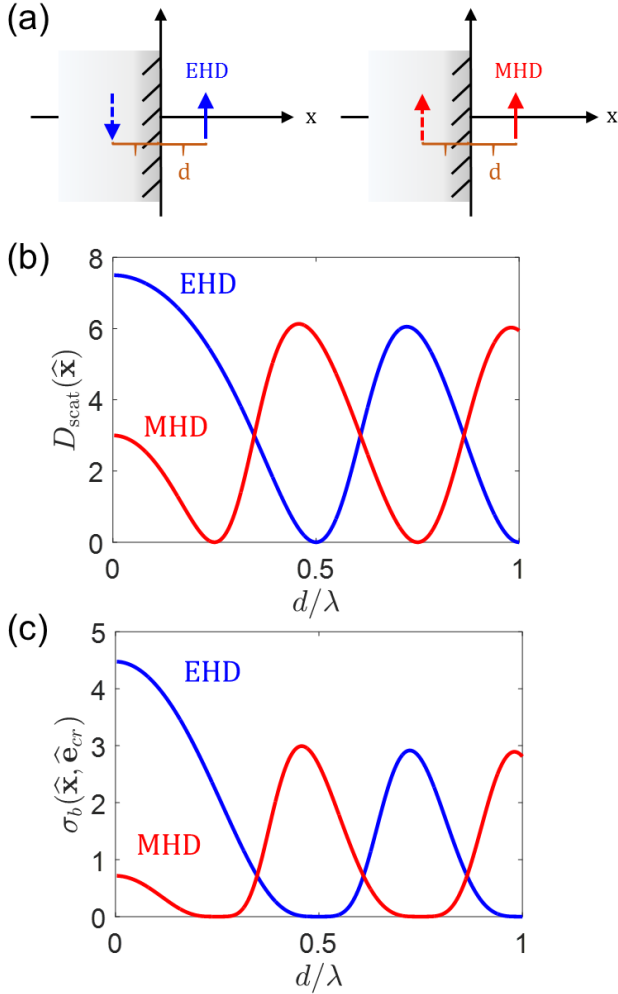 (a)
EHD
x
d
MHD
x
d
(b)
8
6
4
2
0
D_scat(x̂)
EHD
MHD
0
0.5
1
d/λ
(c)
5
4
3
2
1
0
σ_b(x̂, ê_cr)
EHD
MHD
0
0.5
1
d/λ